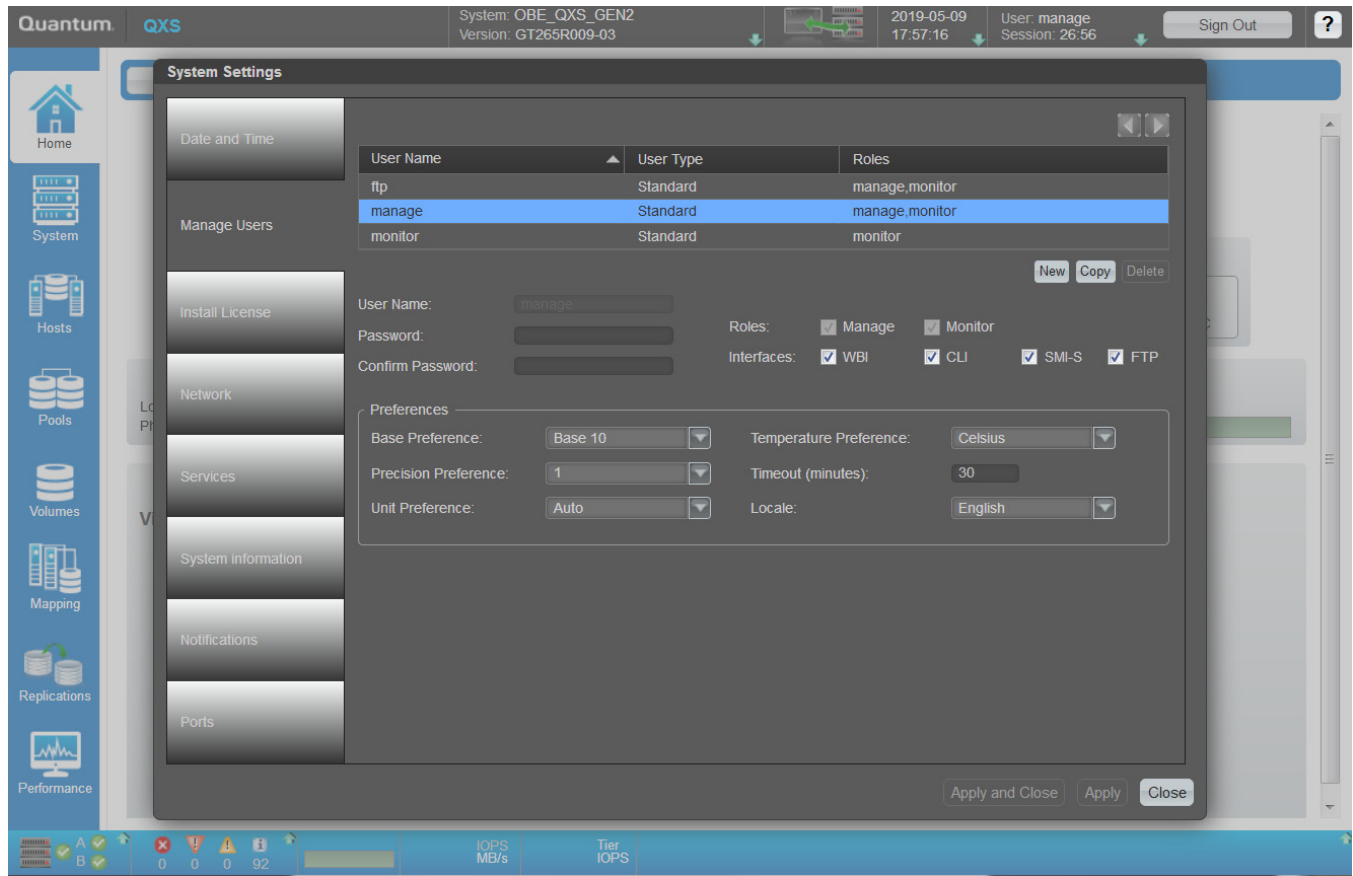 Quantum. QXS
System: OBE_QXS_GEN2
Version: GT265R009-03
2019-05-09
17:57:16
User: manage
Session: 26:56
Sign Out
?
System Settings
Home
System
Hosts
Pools
Volumes
Mapping
Replications
Performance
Date and Time
Manage Users
Install License
Network
Services
System information
Notifications
Ports
User Name User Type Roles
ftp Standard manage,monitor
manage Standard manage,monitor
monitor Standard monitor
New Copy Delete
User Name: manage
Password:
Confirm Password:
Roles: Manage Monitor
Interfaces: WBI CLI SMI-S FTP
Preferences
Base Preference: Base 10 Temperature Preference: Celsius
Precision Preference: 1 Timeout (minutes): 30
Unit Preference: Auto Locale: English
Apply and Close Apply Close
A
B
0 0 0 92
IOPS
MB/s
Tier
IOPS